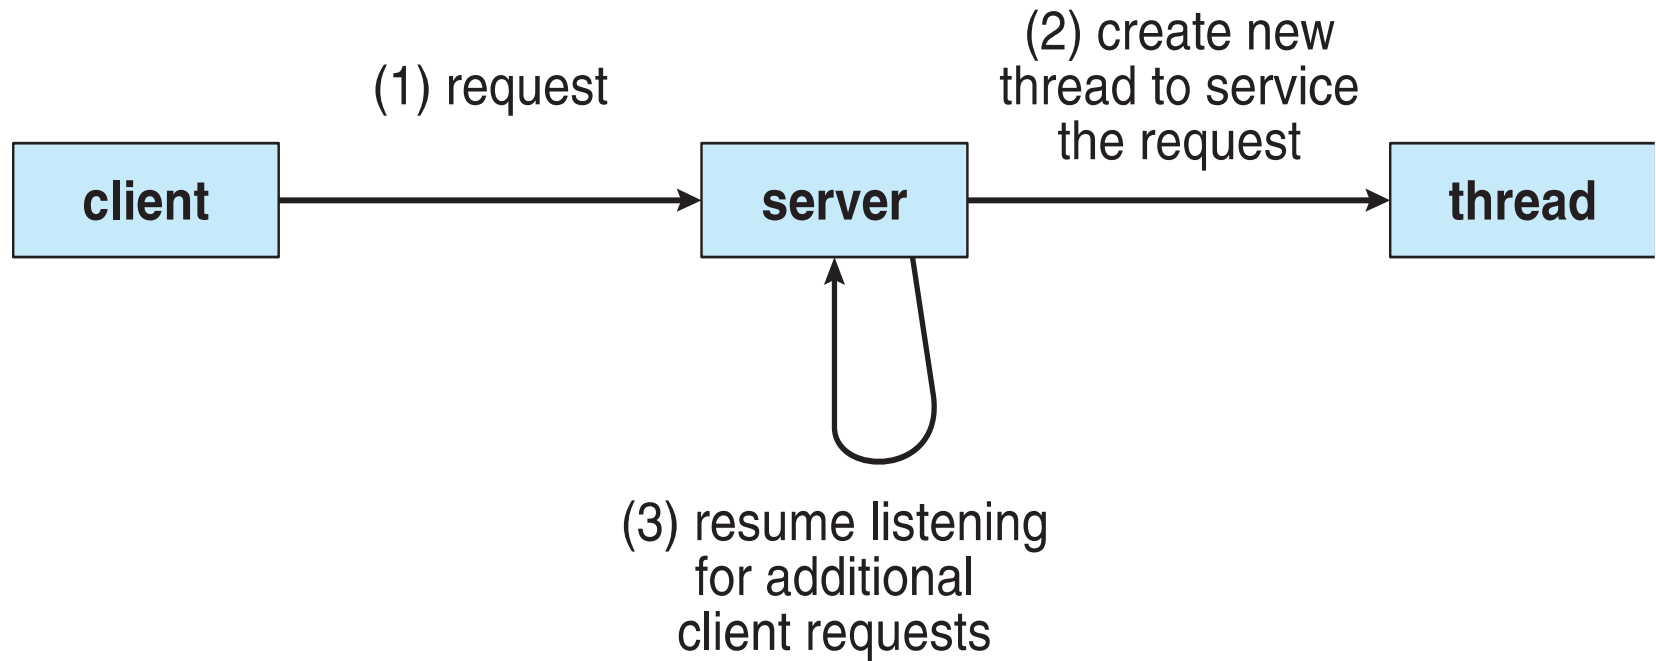 (1) request
(2) create new
thread to service
the request
client
server
thread
(3) resume listening
for additional
client requests